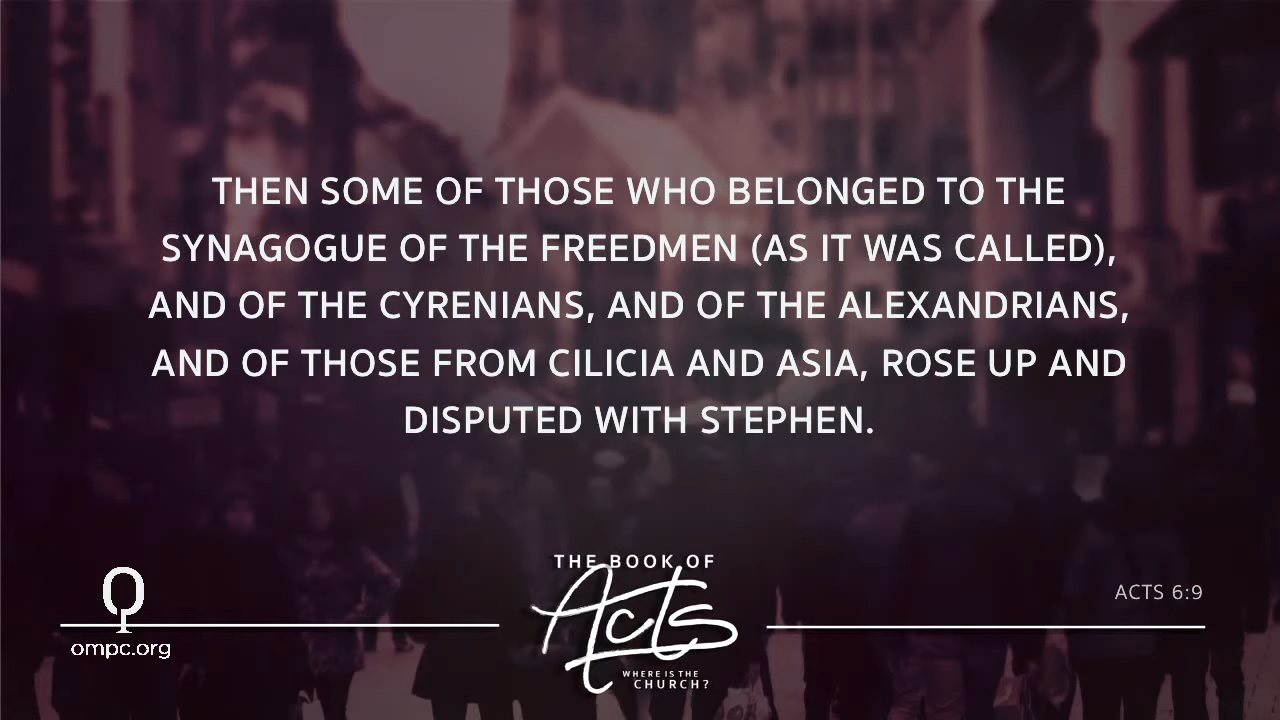 THEN SOME OF THOSE WHO BELONGED TO THE
SYNAGOGUE OF THE FREEDMEN (AS IT WAS CALLED),
AND OF THE CYRENIANS, AND OF THE ALEXANDRIANS,
AND OF THOSE FROM CILICIA AND ASIA, ROSE UP AND
DISPUTED WITH STEPHEN.
ACTS 6:9
ompc.org
THE BOOK OF
Acts
WHERE IS THE
CHURCH?